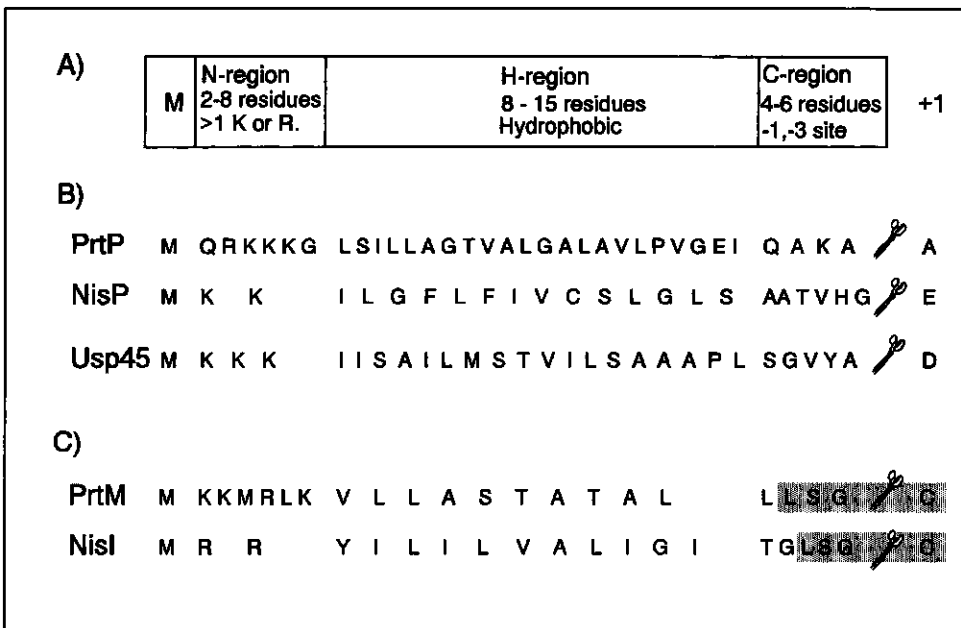 A)
M
N-region
2-8 residues
>1 K or R.
H-region
8 - 15 residues
Hydrophobic
C-region
4-6 residues
-1,-3 site
+1
B)
PrtP M QRKKKG LSILLAGTVALGALAVLPVGEI QAKA A
NisP M K K I L G F L F I V C S L G L S AATVHG E
Usp45 M K K K I I S A I L M S T V I L S A A A P L SGVYA D
C)
PrtM M KKMRLK V L L A S T A T A L L LSG C
NisI M R R Y I L I L V A L I G I TGLSG C